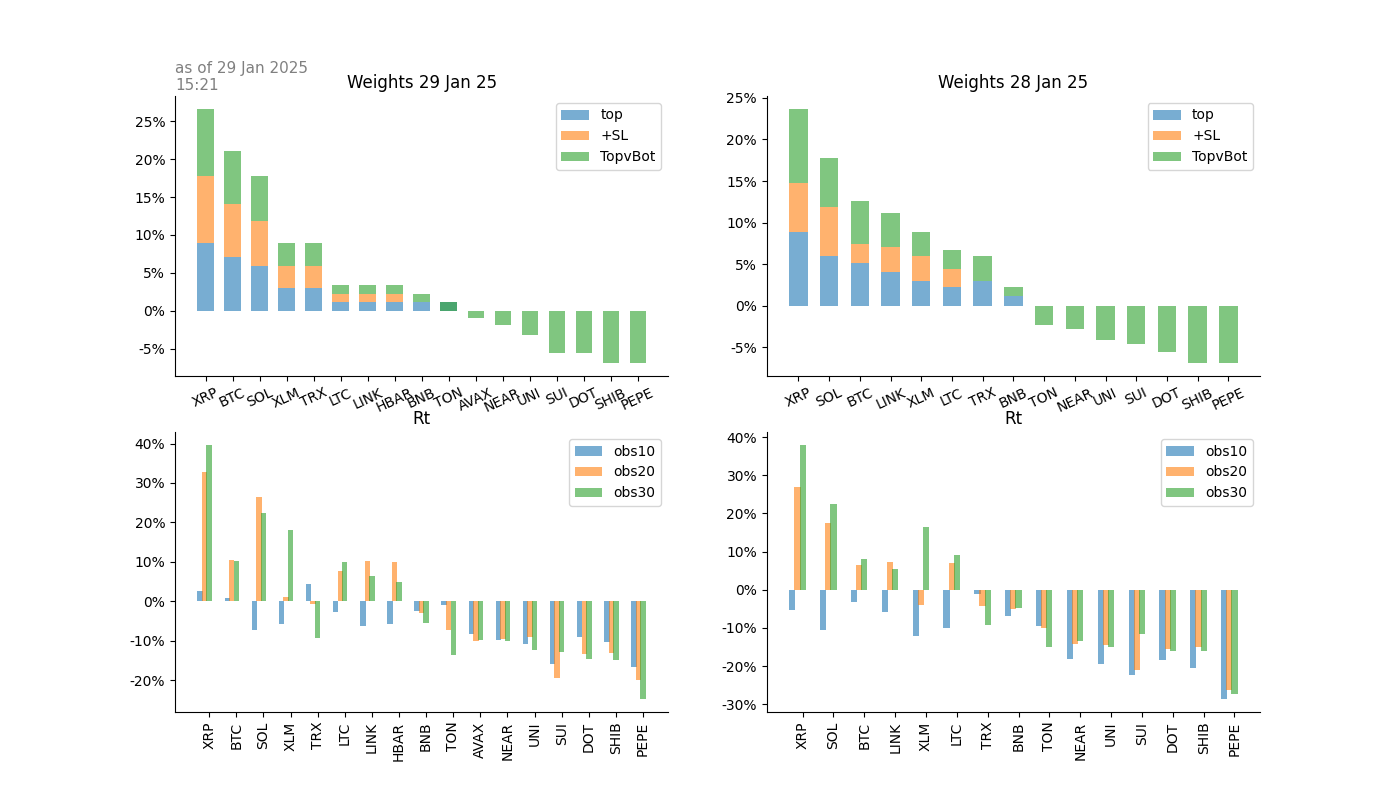 as of 29 Jan 2025
15:21
Weights 29 Jan 25
25%
20%
15%
10%
5%
0%
-5%
top
+SL
TopvBot
XRP BTC SOL XLM TRX LTC LINK HBAR BNB TON AVAX NEAR UNI SUI DOT SHIB PEPE
Weights 28 Jan 25
25%
20%
15%
10%
5%
0%
-5%
top
+SL
TopvBot
XRP SOL BTC LINK XLM LTC TRX BNB TON NEAR UNI SUI DOT SHIB PEPE
Rt
40%
30%
20%
10%
0%
-10%
-20%
obs10
obs20
obs30
XRP BTC SOL XLM TRX LTC LINK HBAR BNB TON AVAX NEAR UNI SUI DOT SHIB PEPE
Rt
40%
30%
20%
10%
0%
-10%
-20%
-30%
obs10
obs20
obs30
XRP SOL BTC LINK XLM LTC TRX BNB TON NEAR UNI SUI DOT SHIB PEPE